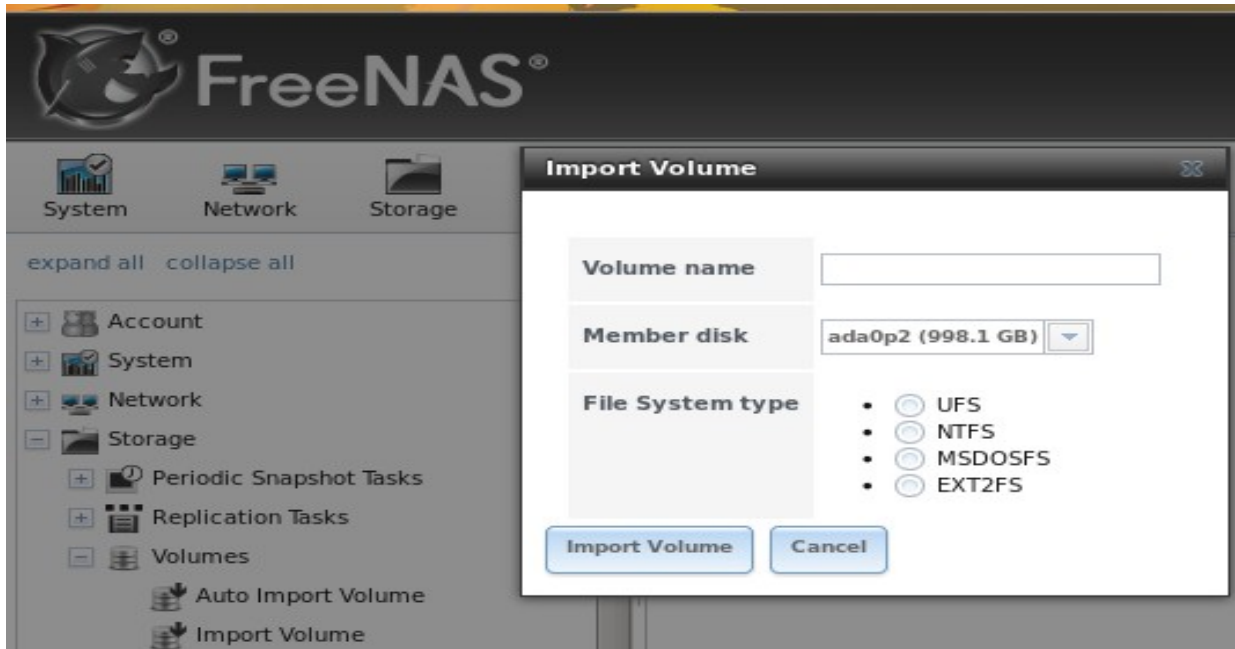 FreeNAS®
System Network Storage
expand all collapse all
Account
System
Network
Storage
Periodic Snapshot Tasks
Replication Tasks
Volumes
Auto Import Volume
Import Volume
Import Volume
Volume name
Member disk ada0p2 (998.1 GB)
File System type
UFS
NTFS
MSDOSFS
EXT2FS
Import Volume Cancel